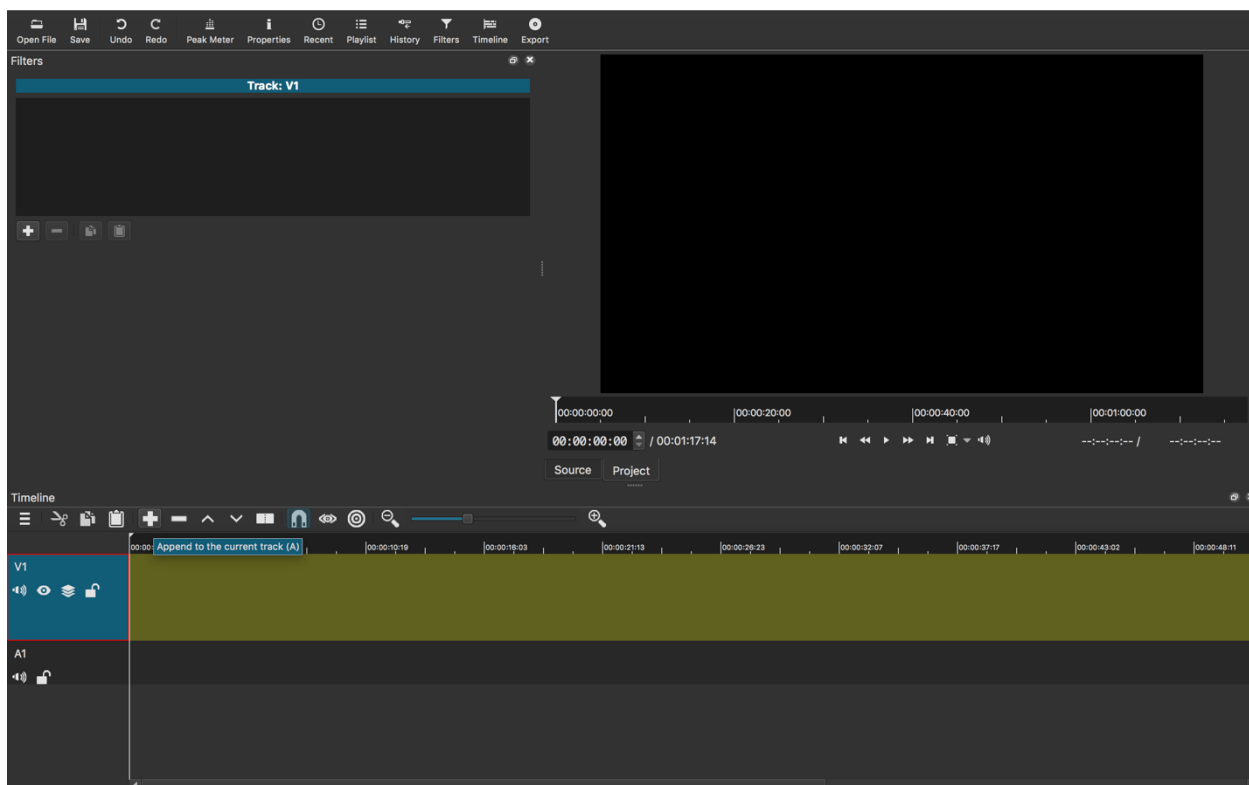 Open File Save Undo Redo Peak Meter Properties Recent Playlist History Filters Timeline Export
Filters
Track: V1
00:00:00:00 00:00:20:00 00:00:40:00 00:01:00:00
00:00:00:00 / 00:01:17:14 --:--:--:-- / --:--:--:--
Source Project
Timeline
Append to the current track (A)
00:00: 00:00:10:19 00:00:16:03 00:00:21:13 00:00:26:23 00:00:32:07 00:00:37:17 00:00:43:02 00:00:48:11
V1
A1